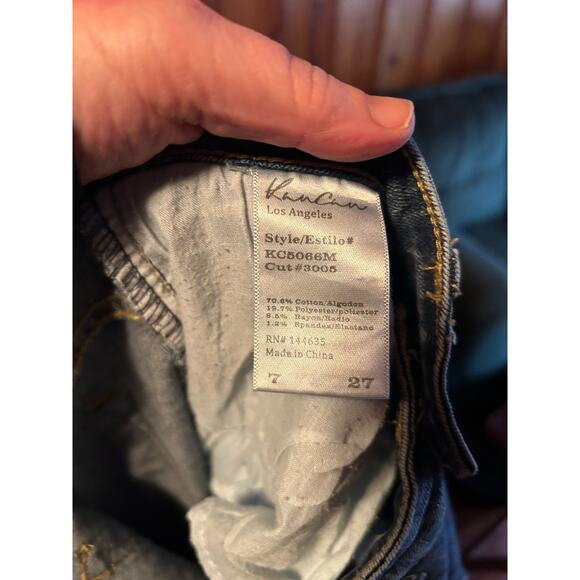 KanCan
Los Angeles
Style/Estilo#
KC5066M
Cut#3005
70.6% Cotton/Algodon
19.7% Polyester/poliester
8.5% Rayon/Radio
1.2% Spandex/Elastano
RN# 144635
Made in China
7 27